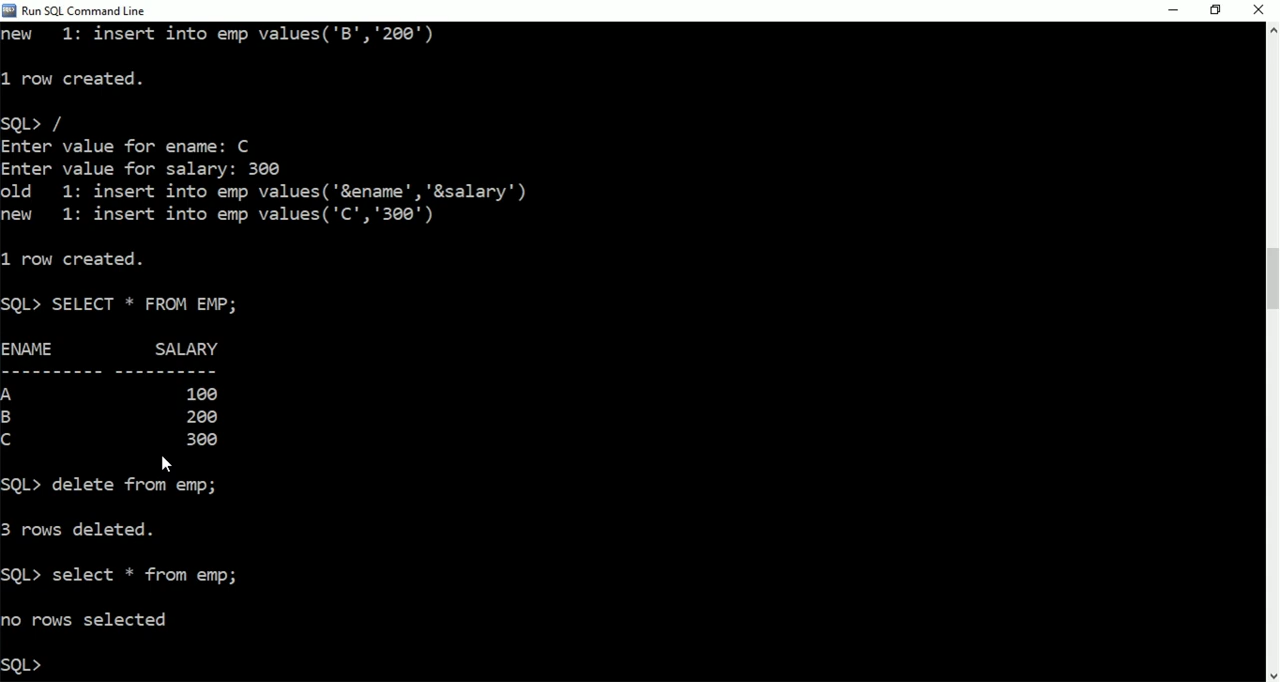 Run SQL Command Line
new   1: insert into emp values('B','200')
1 row created.
SQL> /
Enter value for ename: C
Enter value for salary: 300
old   1: insert into emp values('&ename','&salary')
new   1: insert into emp values('C','300')
1 row created.
SQL> SELECT * FROM EMP;
ENAME          SALARY
---------- ----------
A                 100
B                 200
C                 300
SQL> delete from emp;
3 rows deleted.
SQL> select * from emp;
no rows selected
SQL>